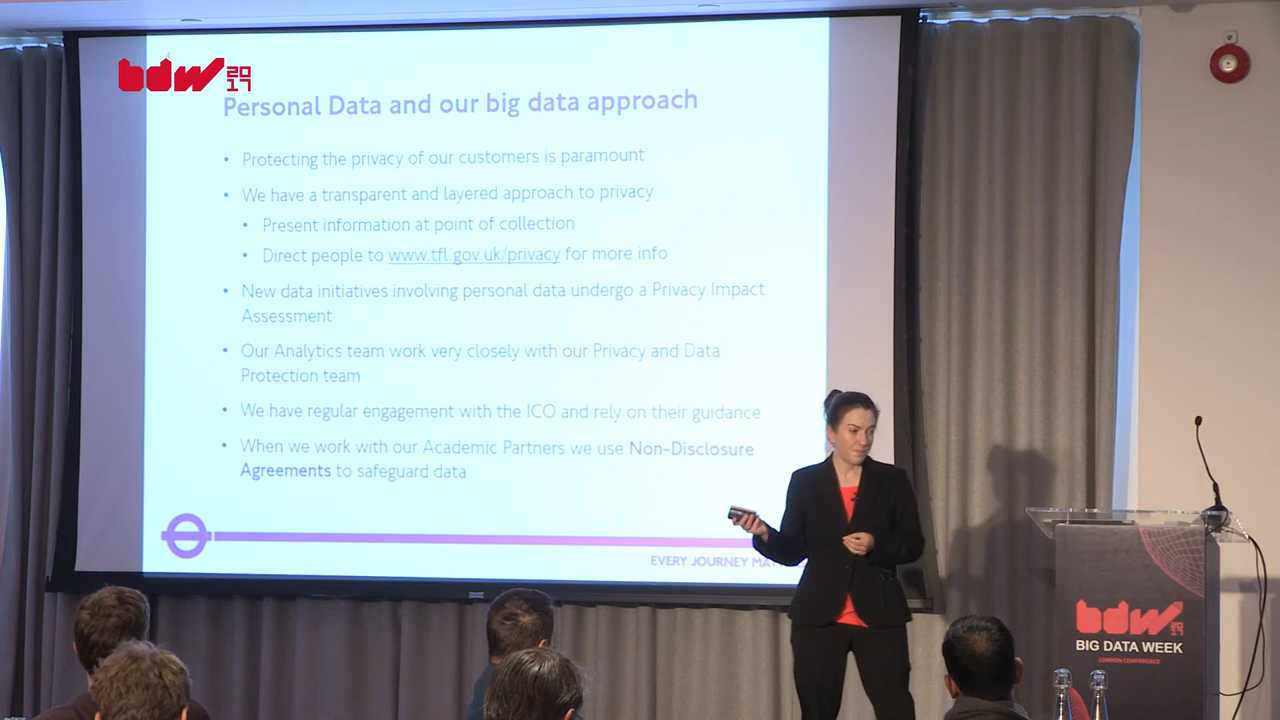 bdw 2017
Personal Data and our big data approach
• Protecting the privacy of our customers is paramount
• We have a transparent and layered approach to privacy
• Present information at point of collection
• Direct people to www.tfl.gov.uk/privacy for more info
• New data initiatives involving personal data undergo a Privacy Impact
Assessment
• Our Analytics team work very closely with our Privacy and Data
Protection team
• We have regular engagement with the ICO and rely on their guidance
• When we work with our Academic Partners we use Non-Disclosure
Agreements to safeguard data
EVERY JOURNEY
bdw 2017
BIG DATA WEEK
LONDON CONFERENCE